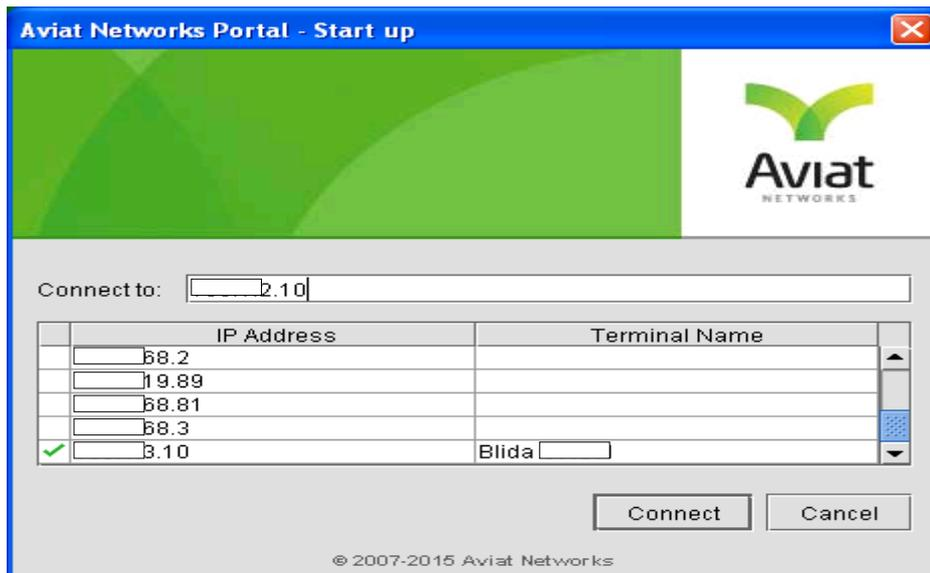 Aviat Networks Portal - Start up
Aviat
NETWORKS
Connect to: 2.10
IP Address Terminal Name
68.2
19.89
68.81
68.3
3.10 Blida
Connect Cancel
© 2007-2015 Aviat Networks